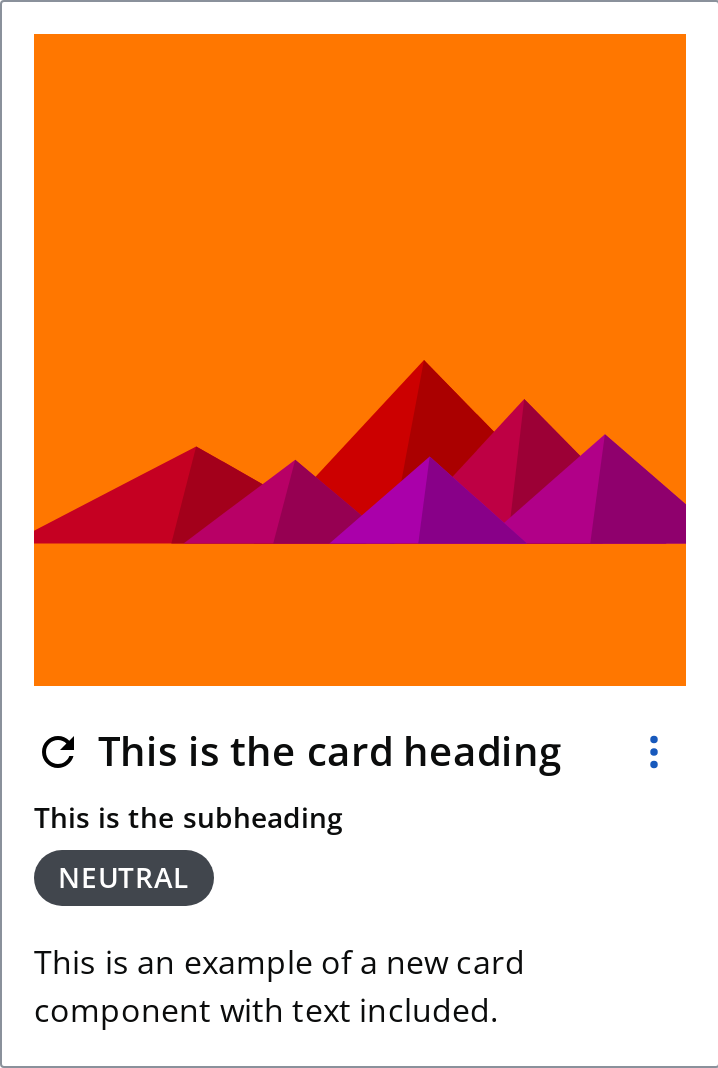 This is the card heading
This is the subheading
NEUTRAL
This is an example of a new card
component with text included.